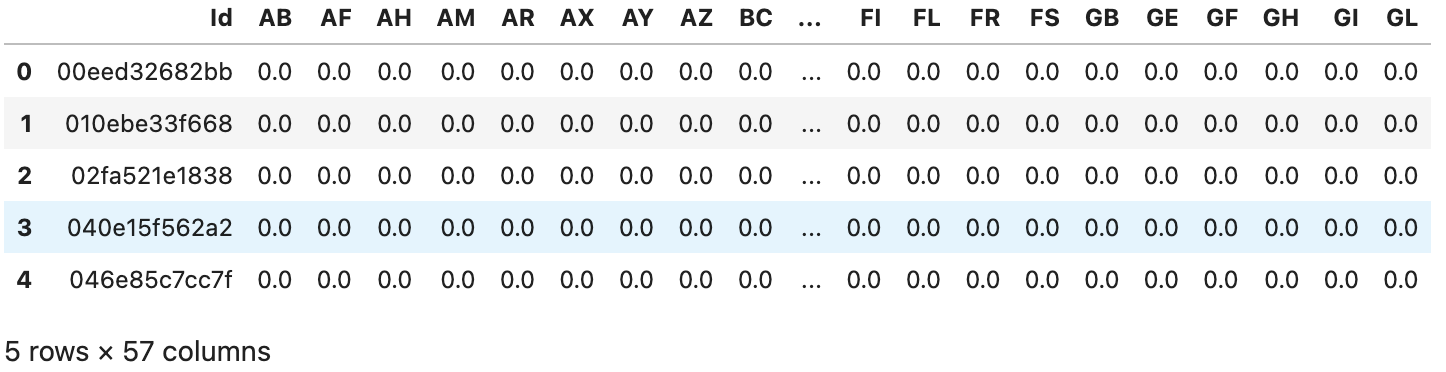 Id AB AF AH AM AR AX AY AZ BC ... FI FL FR FS GB GE GF GH GI GL
0 00eed32682bb 0.0 0.0 0.0 0.0 0.0 0.0 0.0 0.0 0.0 ... 0.0 0.0 0.0 0.0 0.0 0.0 0.0 0.0 0.0 0.0
1 010ebe33f668 0.0 0.0 0.0 0.0 0.0 0.0 0.0 0.0 0.0 ... 0.0 0.0 0.0 0.0 0.0 0.0 0.0 0.0 0.0 0.0
2 02fa521e1838 0.0 0.0 0.0 0.0 0.0 0.0 0.0 0.0 0.0 ... 0.0 0.0 0.0 0.0 0.0 0.0 0.0 0.0 0.0 0.0
3 040e15f562a2 0.0 0.0 0.0 0.0 0.0 0.0 0.0 0.0 0.0 ... 0.0 0.0 0.0 0.0 0.0 0.0 0.0 0.0 0.0 0.0
4 046e85c7cc7f 0.0 0.0 0.0 0.0 0.0 0.0 0.0 0.0 0.0 ... 0.0 0.0 0.0 0.0 0.0 0.0 0.0 0.0 0.0 0.0
5 rows × 57 columns